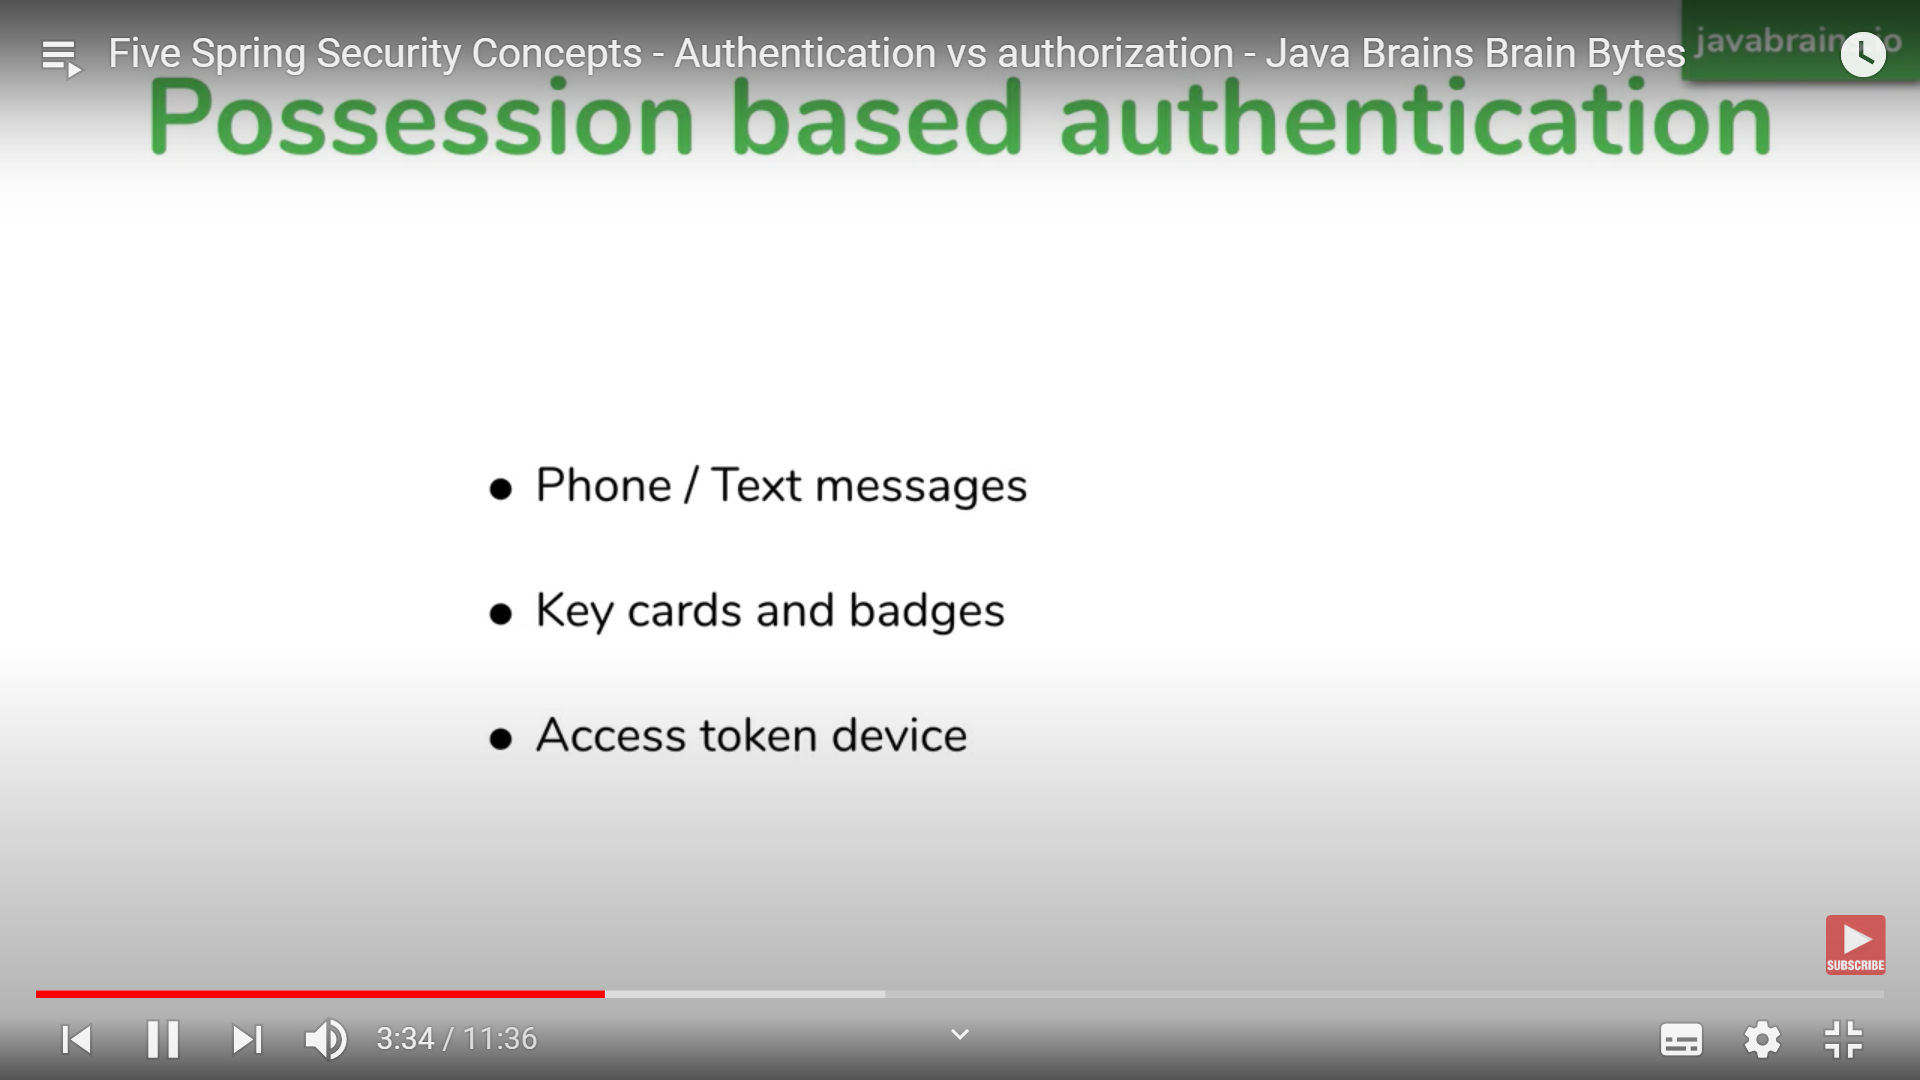 Five Spring Security Concepts - Authentication vs authorization - Java Brains Brain Bytes
Possession based authentication
• Phone / Text messages
• Key cards and badges
• Access token device
SUBSCRIBE
3:34 / 11:36